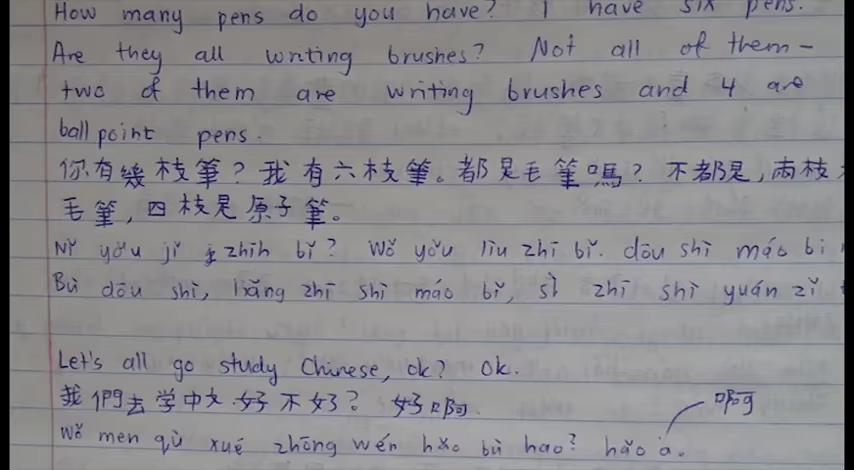 How many pens do you have? I have six pens.
Are they all writing brushes? Not all of them -
two of them are writing brushes and 4 are
ball point pens.
你有幾枝筆？我有六枝筆。都是毛筆嗎？不都是，兩枝
毛筆，四枝是原子筆。
Nǐ yǒu jǐ zhih bǐ? Wǒ yǒu lìu zhī bǐ. dōu shì máo bi
Bù dōu shì, liǎng zhī shì máo bǐ, sì zhī shì yuán zǐ
Let's all go study Chinese, ok? Ok.
我們去学中文好不好？ 好啊 啊
Wǒ men qù xué zhōng wén hǎo bù hao? hǎo a.